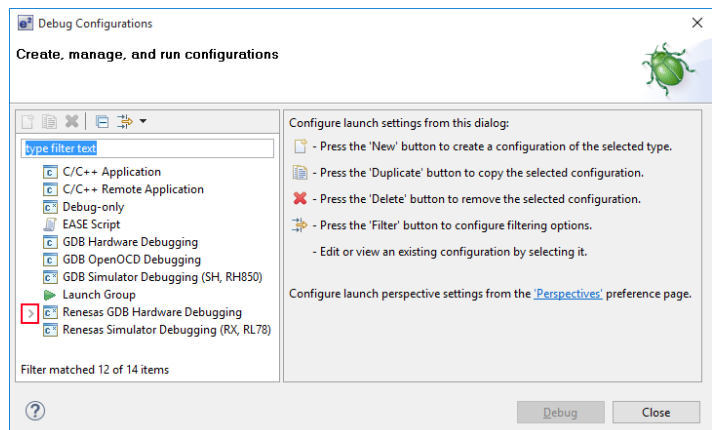 e² Debug Configurations
Create, manage, and run configurations
type filter text
C/C++ Application
C/C++ Remote Application
Debug-only
EASE Script
GDB Hardware Debugging
GDB OpenOCD Debugging
GDB Simulator Debugging (SH, RH850)
Launch Group
Renesas GDB Hardware Debugging
Renesas Simulator Debugging (RX, RL78)
Filter matched 12 of 14 items
Configure launch settings from this dialog:
- Press the 'New' button to create a configuration of the selected type.
- Press the 'Duplicate' button to copy the selected configuration.
- Press the 'Delete' button to remove the selected configuration.
- Press the 'Filter' button to configure filtering options.
- Edit or view an existing configuration by selecting it.
Configure launch perspective settings from the 'Perspectives' preference page.
Debug
Close